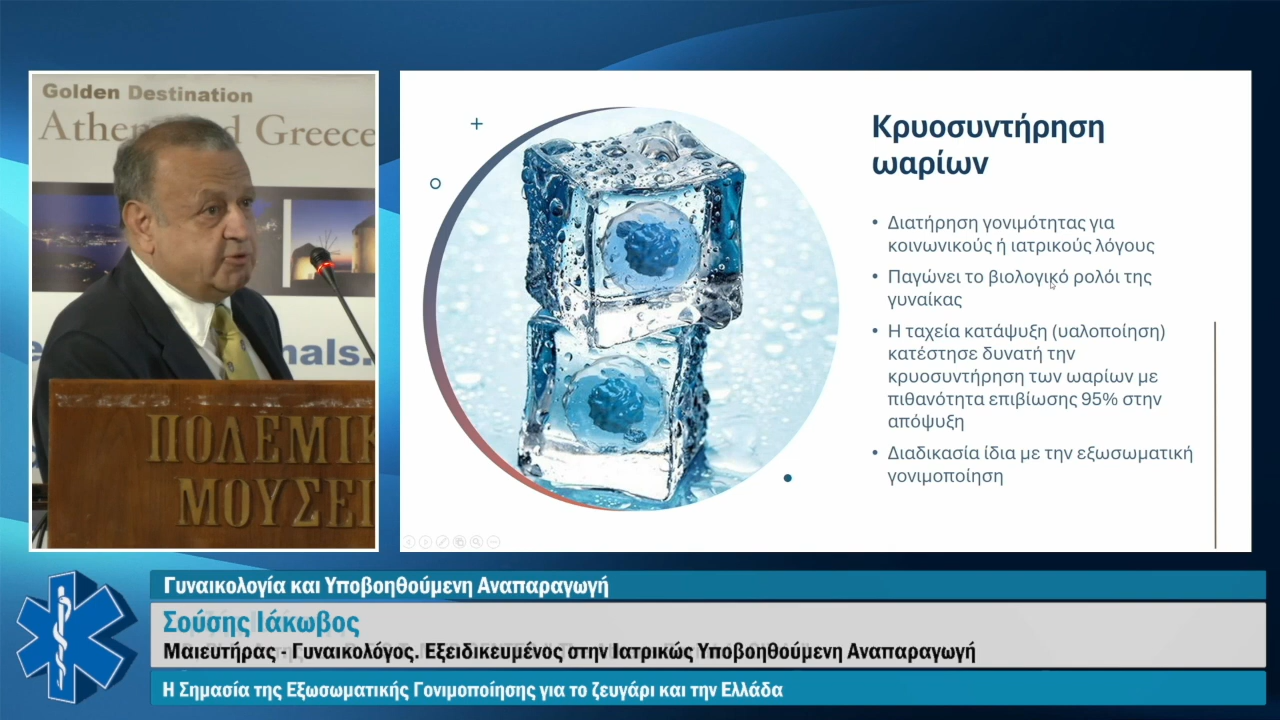 Golden Destination
Greece
ΠΟΛΕΜΙΚ
ΜΟΥΣΕΙ
Κρυοσυντήρηση
ωαρίων
• Διατήρηση γονιμότητας για
κοινωνικούς ή ιατρικούς λόγους
• Παγώνει το βιολογικό ρολόι της
γυναίκας
• Η ταχεία κατάψυξη (υαλοποίηση)
κατέστησε δυνατή την
κρυοσυντήρηση των ωαρίων με
πιθανότητα επιβίωσης 95% στην
απόψυξη
• Διαδικασία ίδια με την εξωσωματική
γονιμοποίηση
Γυναικολογία και Υποβοηθούμενη Αναπαραγωγή
Σούσης Ιάκωβος
Μαιευτήρας - Γυναικολόγος. Εξειδικευμένος στην Ιατρικώς Υποβοηθούμενη Αναπαραγωγή
Η Σημασία της Εξωσωματικής Γονιμοποίησης για το ζευγάρι και την Ελλάδα